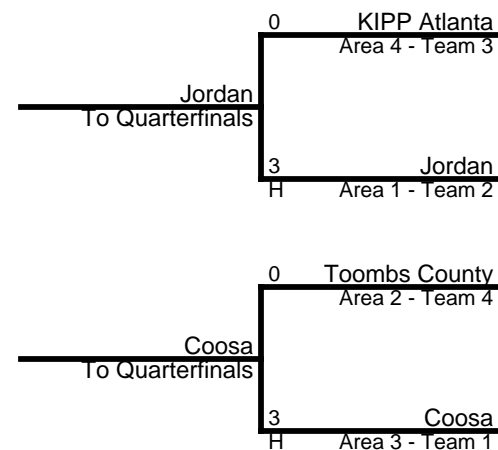 0 KIPP Atlanta
Area 4 - Team 3
Jordan
To Quarterfinals
3 Jordan
H Area 1 - Team 2
0 Toombs County
Area 2 - Team 4
Coosa
To Quarterfinals
3 Coosa
H Area 3 - Team 1